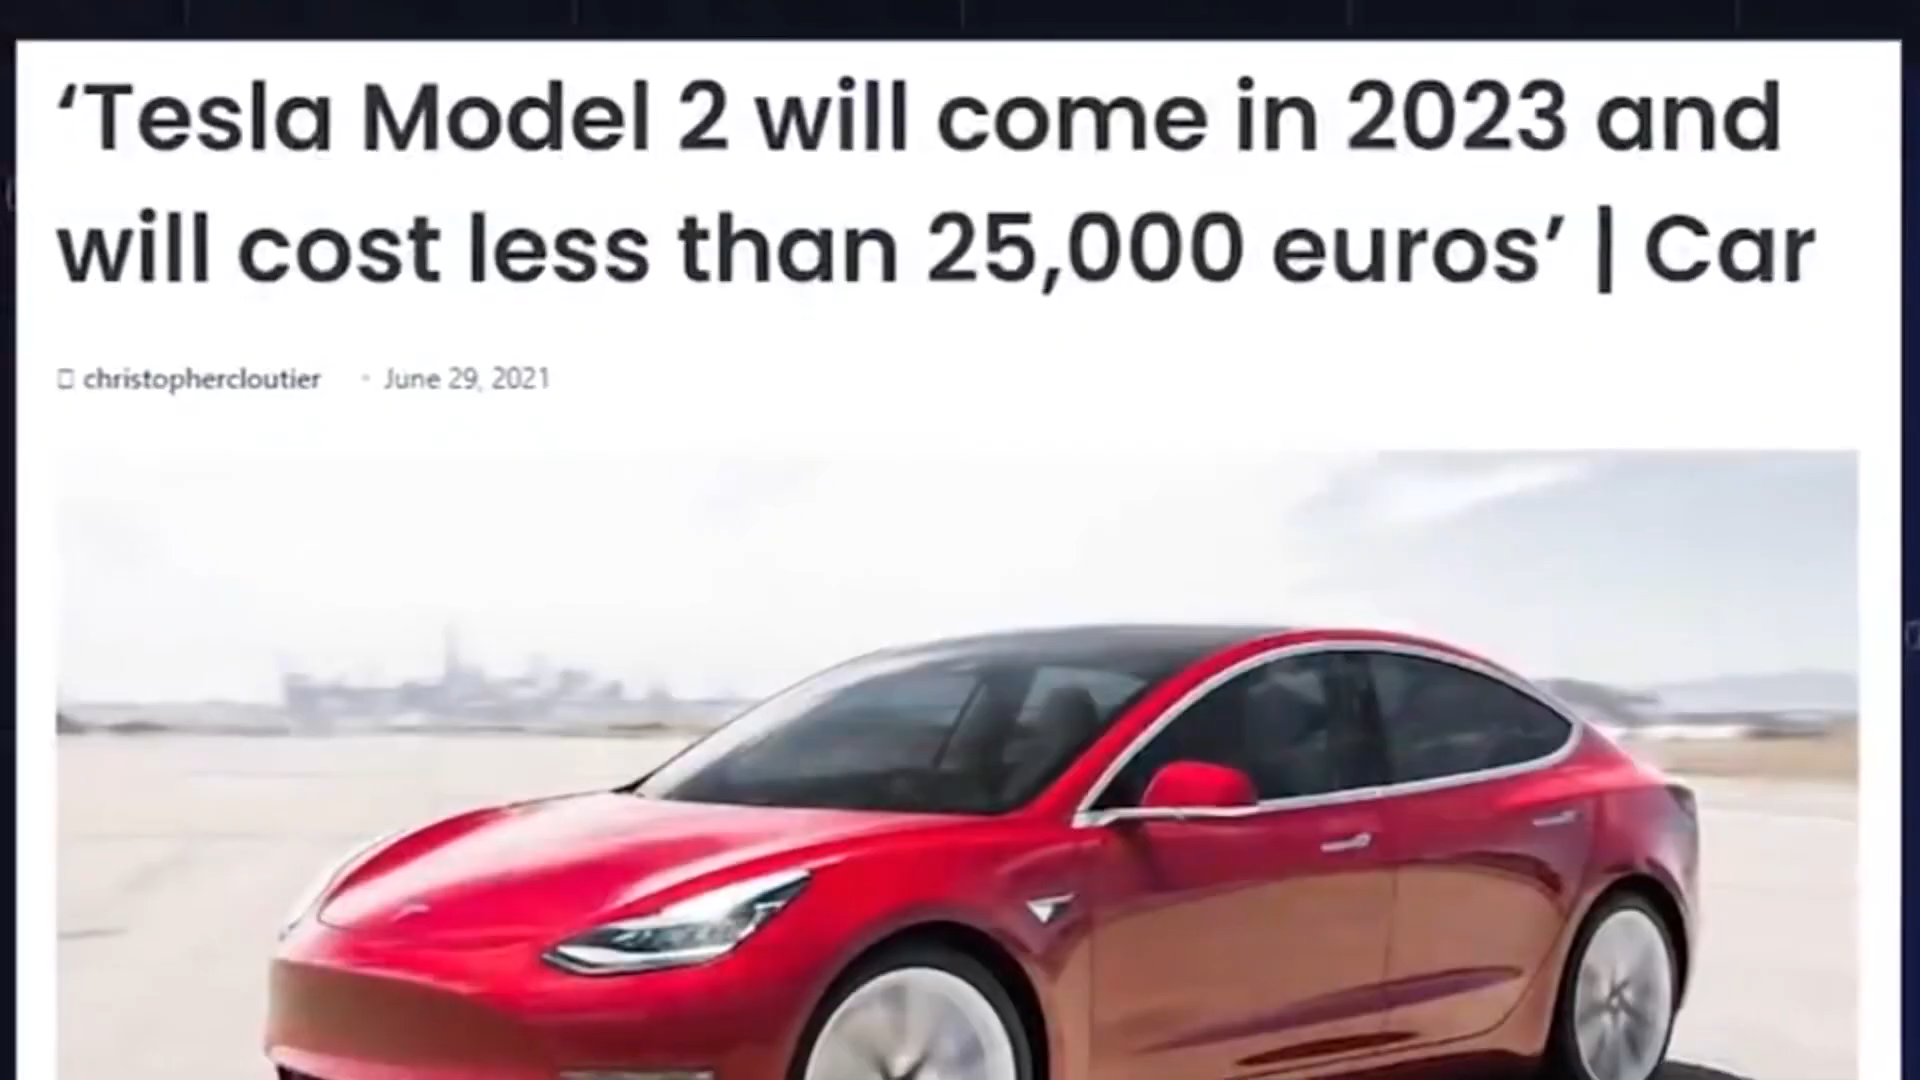 ‘Tesla Model 2 will come in 2023 and
will cost less than 25,000 euros’ | Car
christophercloutier • June 29, 2021